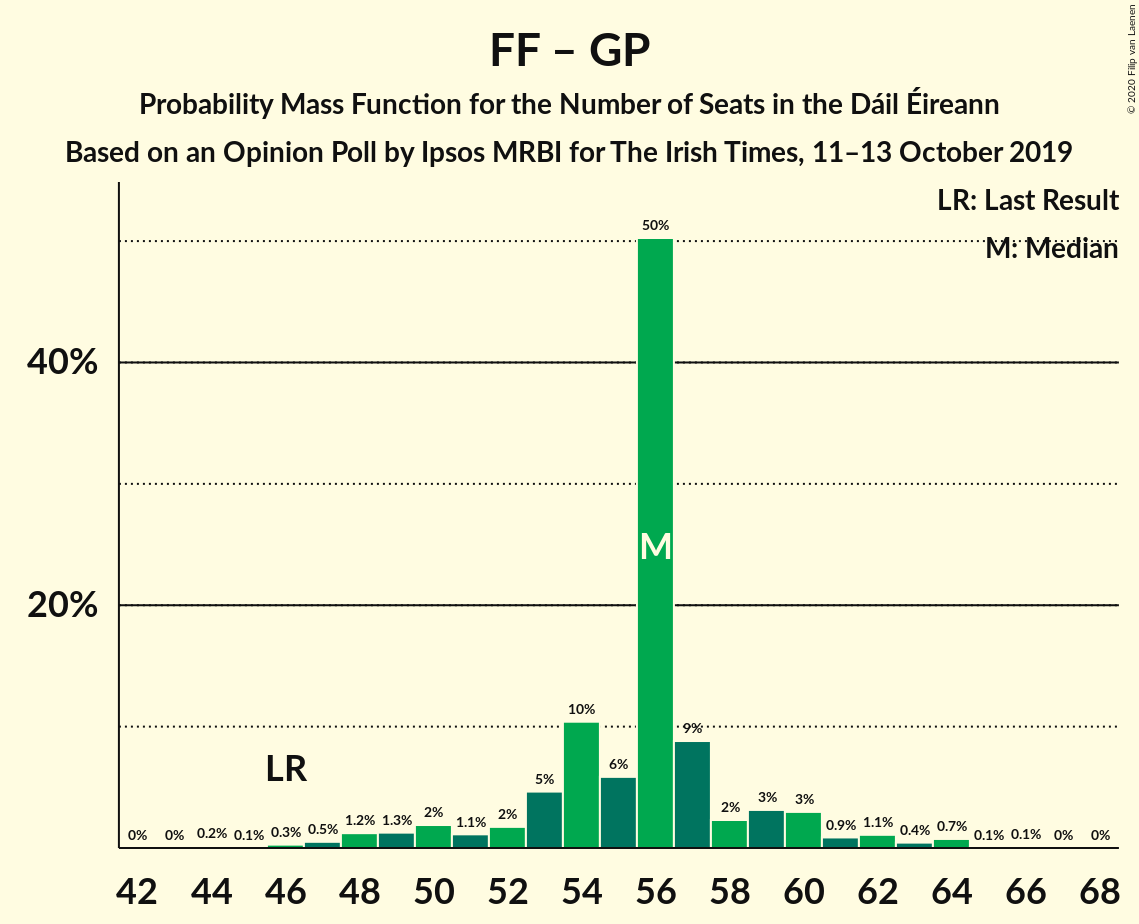 © 2020 Filip van Laenen
FF – GP
Probability Mass Function for the Number of Seats in the Dáil Éireann
Based on an Opinion Poll by Ipsos MRBI for The Irish Times, 11–13 October 2019
LR: Last Result
M: Median
40%
20%
LR
M
0% 0% 0.2% 0.1% 0.3% 0.5% 1.2% 1.3% 2% 1.1% 2% 5% 10% 6% 50% 9% 2% 3% 3% 0.9% 1.1% 0.4% 0.7% 0.1% 0.1% 0% 0%
42 44 46 48 50 52 54 56 58 60 62 64 66 68